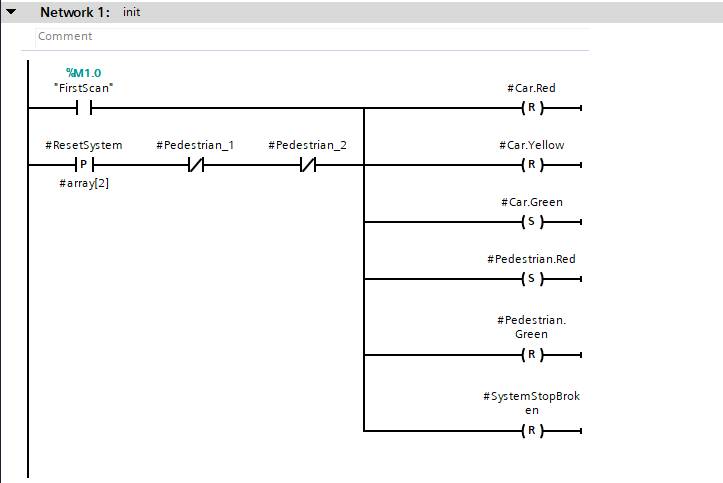 Network 1: init
Comment
%M1.0
"FirstScan"
#Car.Red
R
#ResetSystem
#Pedestrian_1
#Pedestrian_2
#Car.Yellow
P
R
#array[2]
#Car.Green
S
#Pedestrian.Red
S
#Pedestrian.
Green
R
#SystemStopBrok
en
R